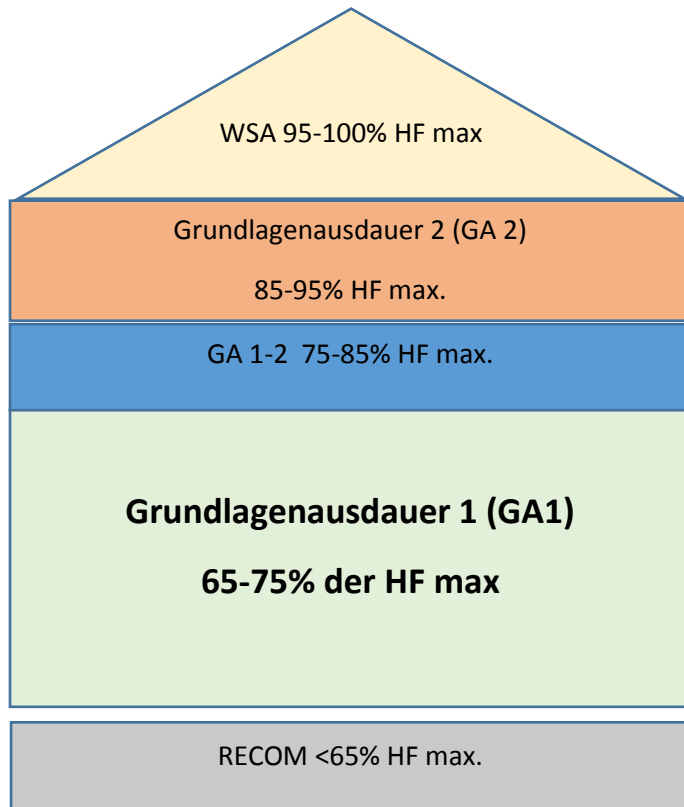 WSA 95-100% HF max
Grundlagenausdauer 2 (GA 2)
85-95% HF max.
GA 1-2  75-85% HF max.
Grundlagenausdauer 1 (GA1)
65-75% der HF max
RECOM <65% HF max.